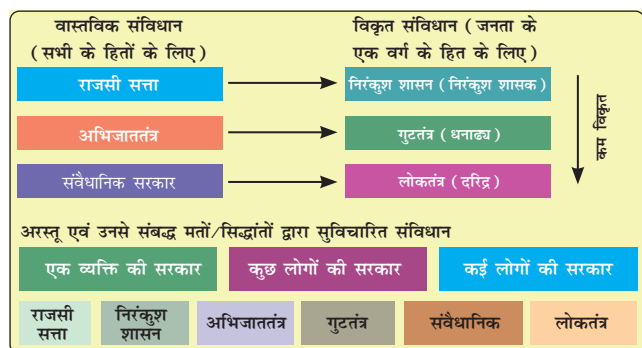 वास्तविक संविधान
(सभी के हितों के लिए)
विकृत संविधान (जनता के
एक वर्ग के हित के लिए)
राजसी सत्ता
निरंकुश शासन (निरंकुश शासक)
अभिजाततंत्र
गुटतंत्र (धनाढ्य)
संवैधानिक सरकार
लोकतंत्र (दरिद्र)
कम विकृत
अरस्तू एवं उनसे संबद्ध मतों/सिद्धांतों द्वारा सुविचारित संविधान
एक व्यक्ति की सरकार
कुछ लोगों की सरकार
कई लोगों की सरकार
राजसी
सत्ता
निरंकुश
शासन
अभिजाततंत्र
गुटतंत्र
संवैधानिक
लोकतंत्र